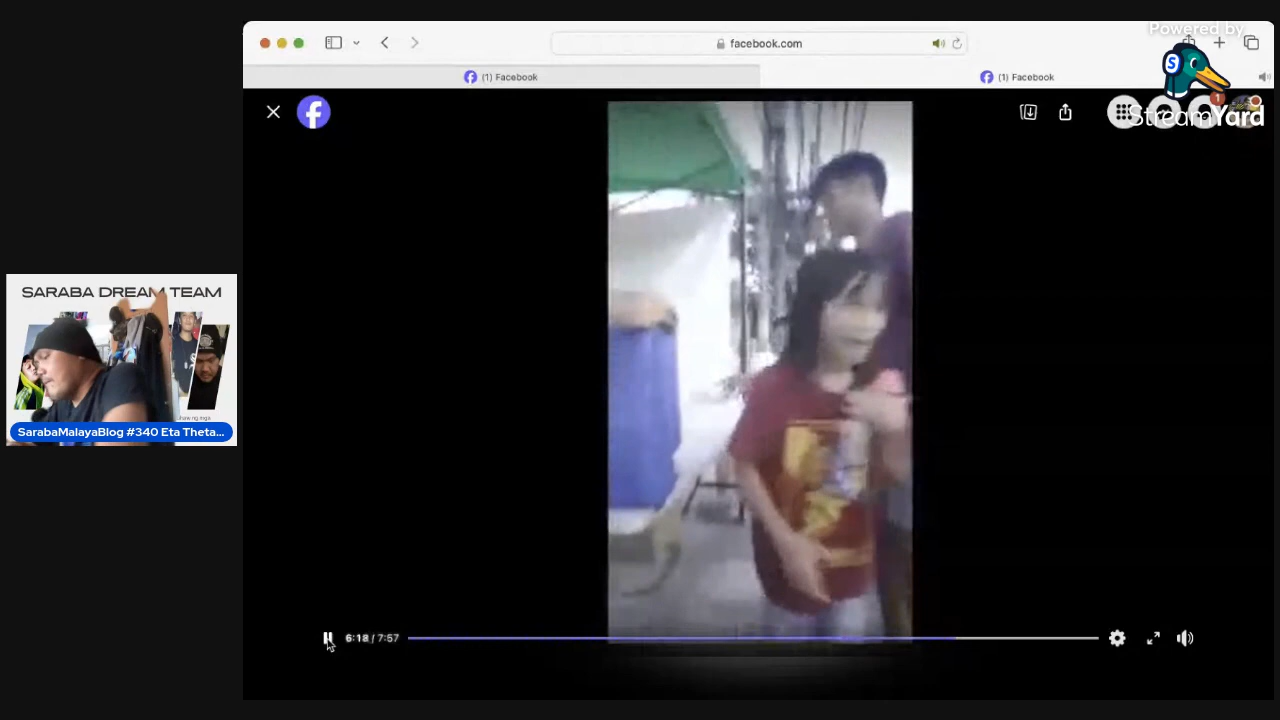 Powered by
StreamYard
facebook.com
(1) Facebook
(1) Facebook
1
SARABA DREAM TEAM
SarabaMalayaBlog #340 Eta Theta...
6:18 / 7:57